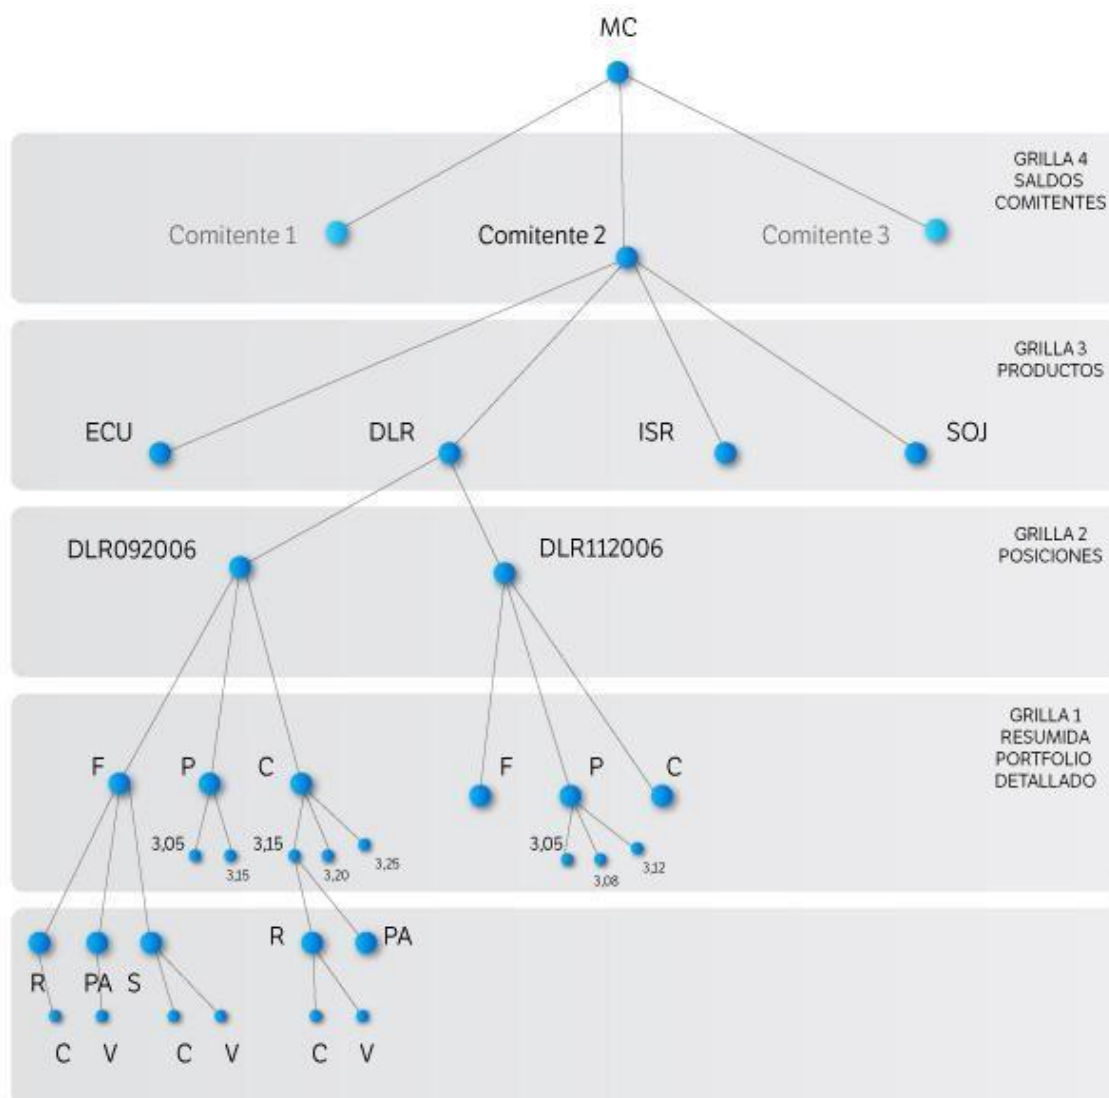 MC
GRILLA 4
SALDOS
COMITENTES
Comitente 1
Comitente 2
Comitente 3
GRILLA 3
PRODUCTOS
ECU
DLR
ISR
SOJ
GRILLA 2
POSICIONES
DLR092006
DLR112006
GRILLA 1
RESUMIDA
PORTFOLIO
DETALLADO
F
P
C
F
P
C
3,05
3,15
3,15
3,20
3,25
3,05
3,08
3,12
R
PA
R
PA
S
C
V
C
V
C
V